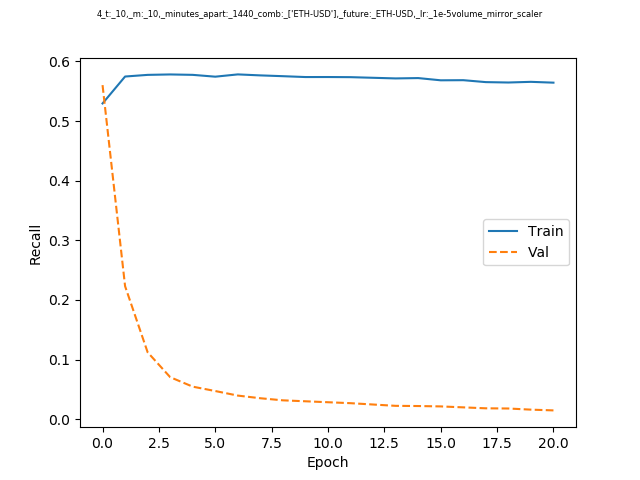 4_t:_10,_m:_10,_minutes_apart:_1440_comb:_['ETH-USD'],_future:_ETH-USD,_lr:_1e-5volume_mirror_scaler
0.6
0.5
0.4
0.3
0.2
0.1
0.0
Recall
Train
Val
0.0 2.5 5.0 7.5 10.0 12.5 15.0 17.5 20.0
Epoch